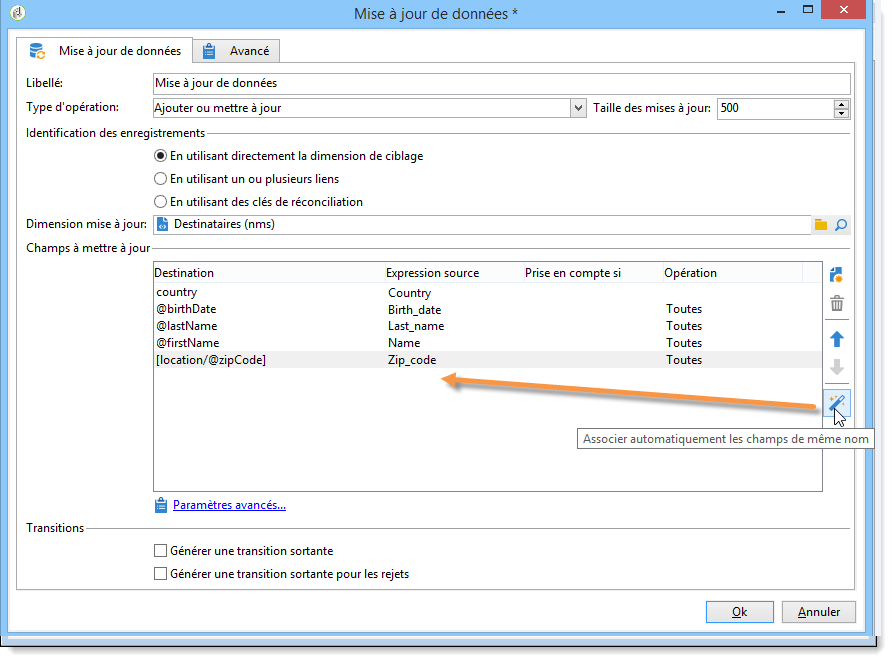 Mise à jour de données *
Mise à jour de données Avancé
Libellé: Mise à jour de données
Type d'opération: Ajouter ou mettre à jour Taille des mises à jour: 500
Identification des enregistrements
En utilisant directement la dimension de ciblage
En utilisant un ou plusieurs liens
En utilisant des clés de réconciliation
Dimension mise à jour: Destinataires (nms)
Champs à mettre à jour
Destination Expression source Prise en compte si Opération
country Country
@birthDate Birth_date Toutes
@lastName Last_name Toutes
@firstName Name Toutes
[location/@zipCode] Zip_code Toutes
Associer automatiquement les champs de même nom
Paramètres avancés...
Transitions
Générer une transition sortante
Générer une transition sortante pour les rejets
Ok Annuler